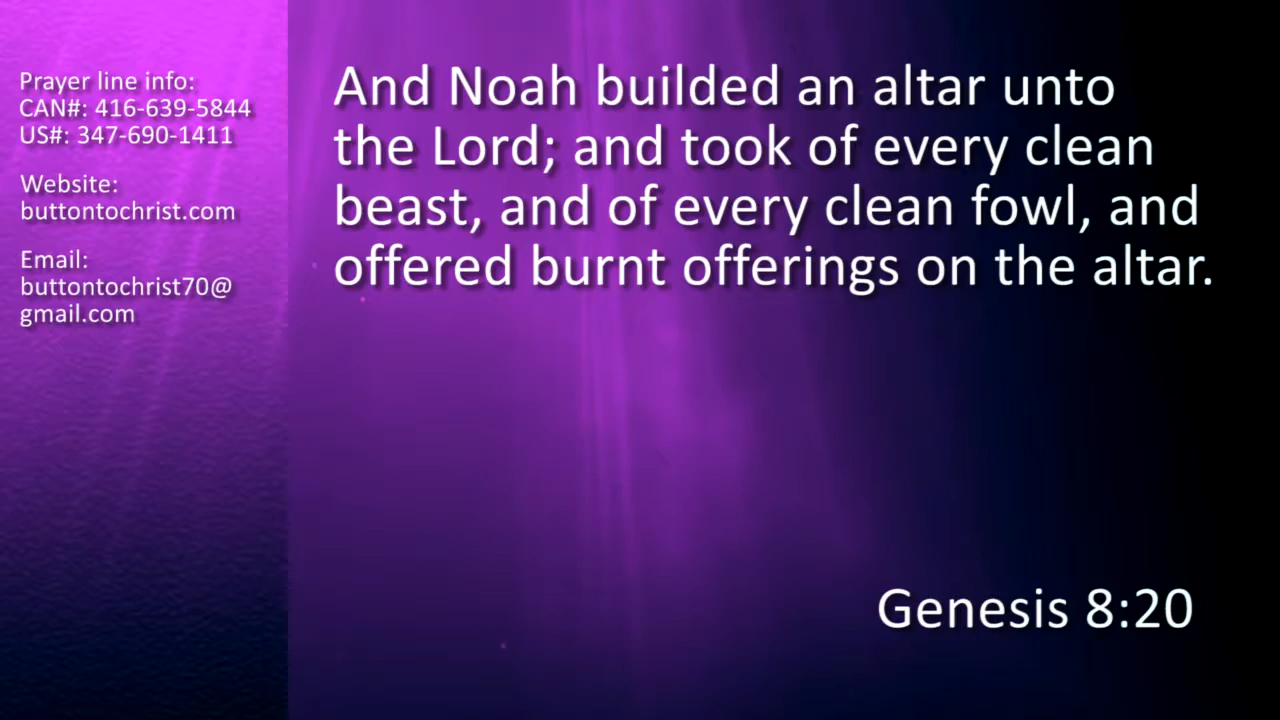 Prayer line info:
CAN#: 416-639-5844
US#: 347-690-1411
Website:
buttontochrist.com
Email:
buttontochrist70@
gmail.com
And Noah builded an altar unto
the Lord; and took of every clean
beast, and of every clean fowl, and
offered burnt offerings on the altar.
Genesis 8:20